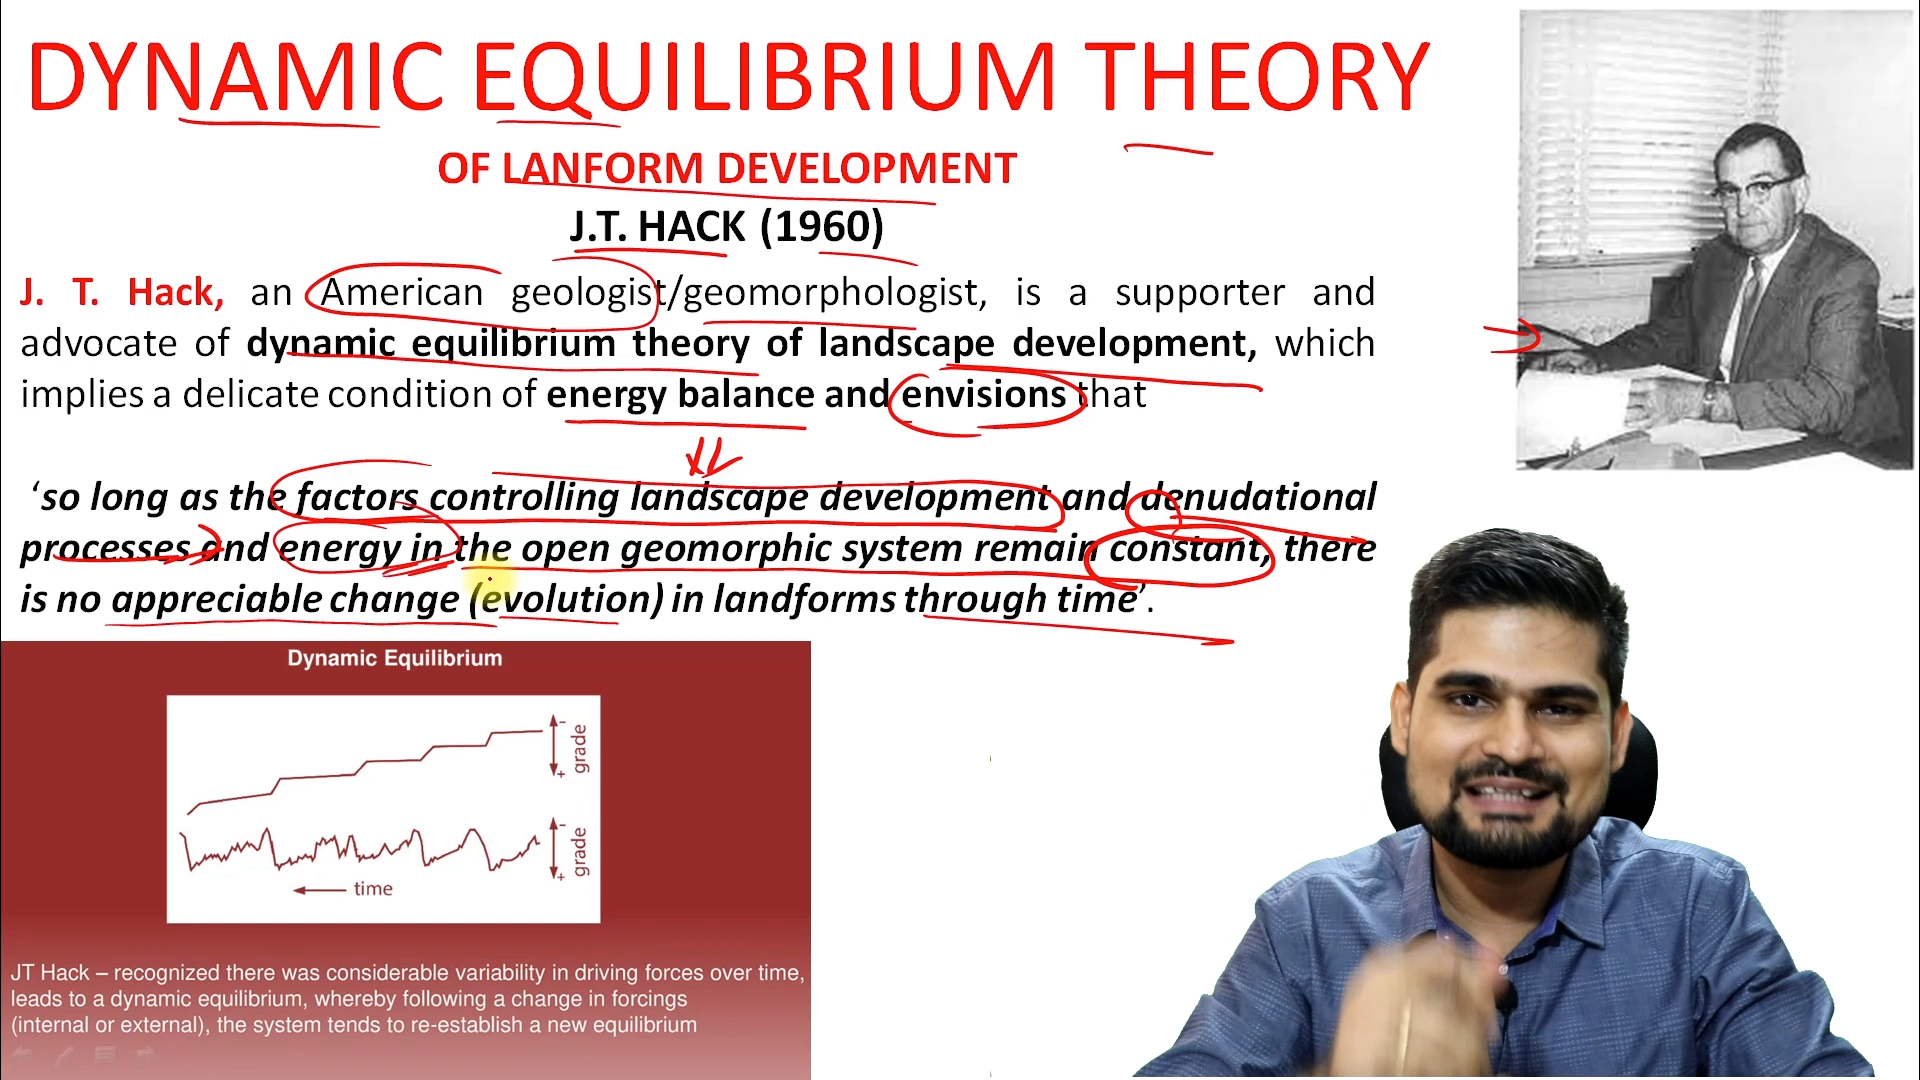 DYNAMIC EQUILIBRIUM THEORY
OF LANFORM DEVELOPMENT
J.T. HACK (1960)
J. T. Hack, an American geologist/geomorphologist, is a supporter and
advocate of dynamic equilibrium theory of landscape development, which
implies a delicate condition of energy balance and envisions that
‘so long as the factors controlling landscape development and denudational
processes and energy in the open geomorphic system remain constant, there
is no appreciable change (evolution) in landforms through time’.
Dynamic Equilibrium
- grade +
- grade +
time
JT Hack – recognized there was considerable variability in driving forces over time,
leads to a dynamic equilibrium, whereby following a change in forcings
(internal or external), the system tends to re-establish a new equilibrium